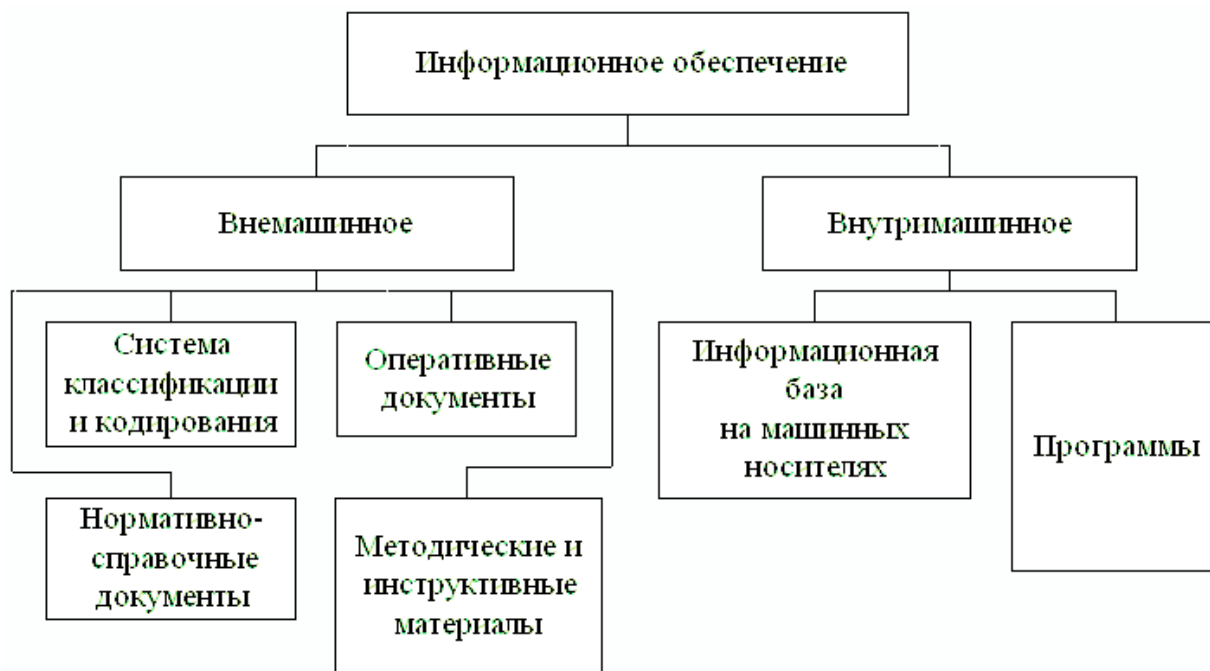 Информационное обеспечение
Внемашинное
Внутримашинное
Система
классификации
и кодирования
Оперативные
документы
Информационная
база
на машинных
носителях
Программы
Нормативно-
справочные
документы
Методические и
инструктивные
материалы